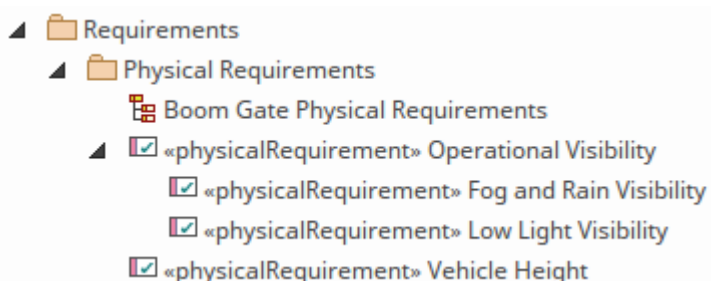 Requirements
Physical Requirements
Boom Gate Physical Requirements
«physicalRequirement» Operational Visibility
«physicalRequirement» Fog and Rain Visibility
«physicalRequirement» Low Light Visibility
«physicalRequirement» Vehicle Height